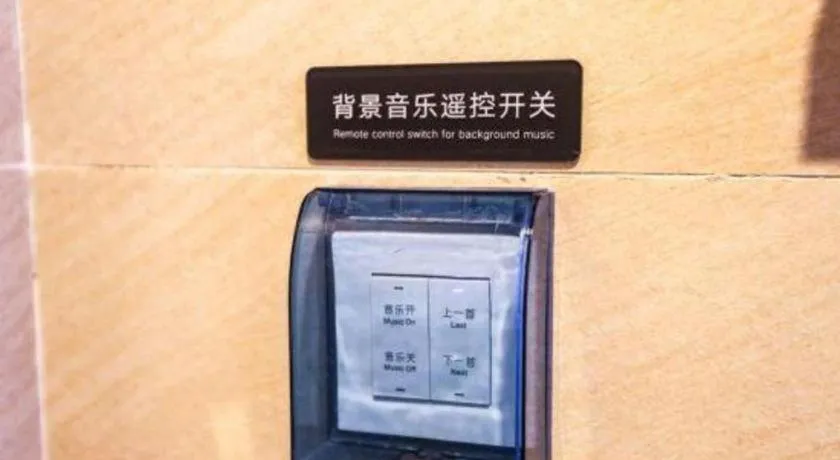 背景音乐遥控开关
Remote control switch for background music
音乐开
Music On
上一首
Last
音乐关
Music Off
下一首
Next